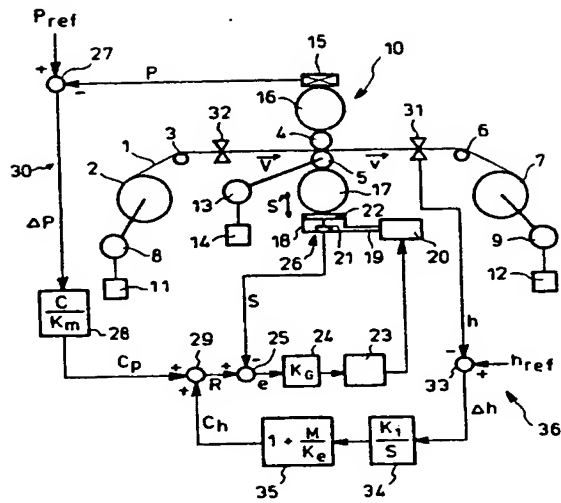 Pref
15
10
+
27
-
P
16
32
4
31
3
1
6
2
5
7
V
V
30
13
S
17
ΔP
22
8
14
18
26
21
19
20
9
11
12
C
Km
28
S
h
29
25
24
23
Cp
+
+
R
+
-
e
KG
-
+
33
href
+
Ch
Δh
36
1 + M
Ke
Ki
S
35
34